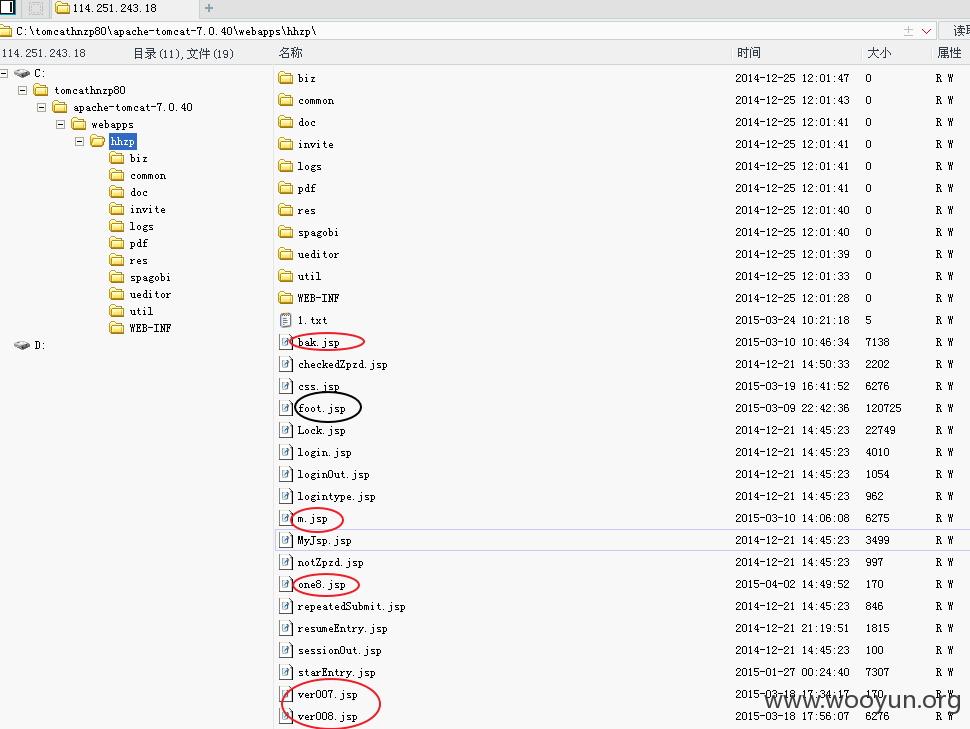 114.251.243.18
C:\tomcathnzp80\apache-tomcat-7.0.40\webapps\hhzp\ 读取
114.251.243.18 目录(11),文件(19) 名称 时间 大小 属性
C:
tomcathnzp80
apache-tomcat-7.0.40
webapps
hhzp
biz
common
doc
invite
logs
pdf
res
spagobi
ueditor
util
WEB-INF
D:
biz 2014-12-25 12:01:47 0 R W
common 2014-12-25 12:01:43 0 R W
doc 2014-12-25 12:01:41 0 R W
invite 2014-12-25 12:01:41 0 R W
logs 2014-12-25 12:01:41 0 R W
pdf 2014-12-25 12:01:41 0 R W
res 2014-12-25 12:01:40 0 R W
spagobi 2014-12-25 12:01:40 0 R W
ueditor 2014-12-25 12:01:39 0 R W
util 2014-12-25 12:01:33 0 R W
WEB-INF 2014-12-25 12:01:28 0 R W
1.txt 2015-03-24 10:21:18 5 R W
bak.jsp 2015-03-10 10:46:34 7138 R W
checkedZpzd.jsp 2014-12-21 14:50:33 2202 R W
css.jsp 2015-03-19 16:41:52 6276 R W
foot.jsp 2015-03-09 22:42:36 120725 R W
Lock.jsp 2014-12-21 14:45:23 22749 R W
login.jsp 2014-12-21 14:45:23 4010 R W
loginOut.jsp 2014-12-21 14:45:23 1054 R W
logintype.jsp 2014-12-21 14:45:23 962 R W
m.jsp 2015-03-10 14:06:08 6275 R W
MyJsp.jsp 2014-12-21 14:45:23 3499 R W
notZpzd.jsp 2014-12-21 14:45:23 997 R W
one8.jsp 2015-04-02 14:49:52 170 R W
repeatedSubmit.jsp 2014-12-21 14:45:23 846 R W
resumeEntry.jsp 2014-12-21 21:19:51 1815 R W
sessionOut.jsp 2014-12-21 14:45:23 100 R W
starEntry.jsp 2015-01-27 00:24:40 7307 R W
ver007.jsp 2015-03-18 17:34:17 170 R W
ver008.jsp 2015-03-18 17:56:07 6276 R W
www.wooyun.org